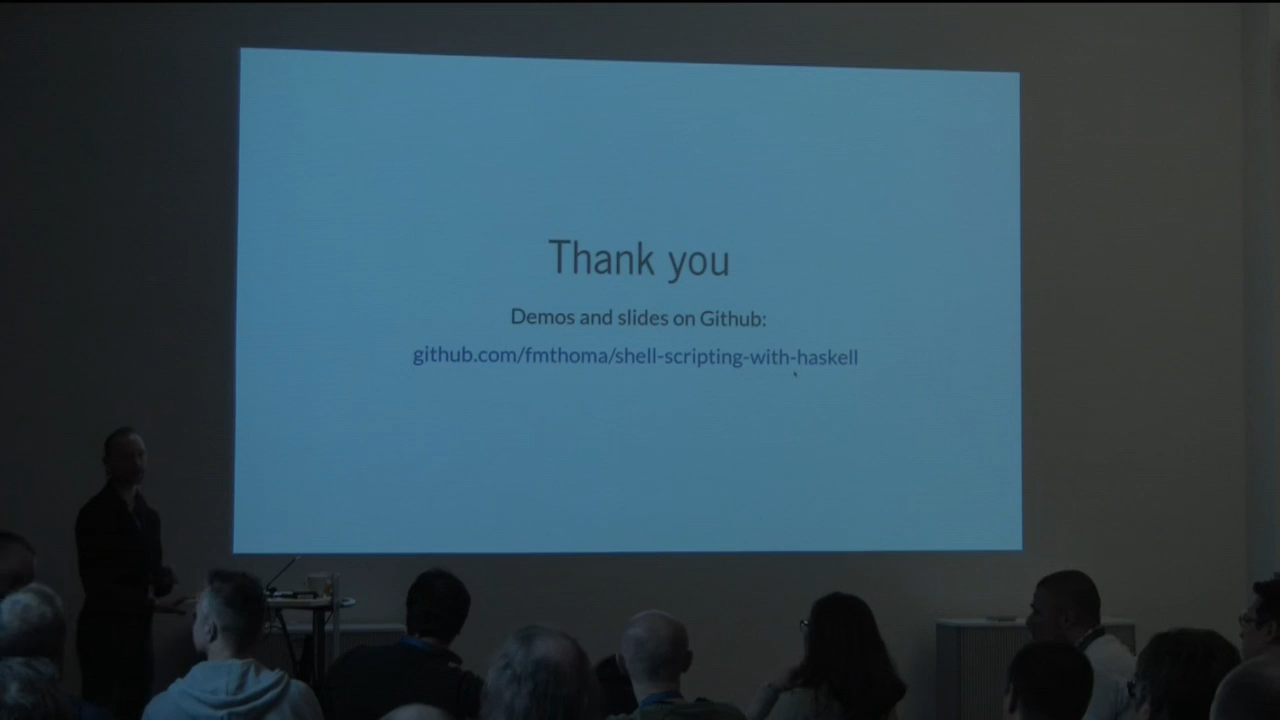 Thank you
Demos and slides on Github:
github.com/fmthoma/shell-scripting-with-haskell